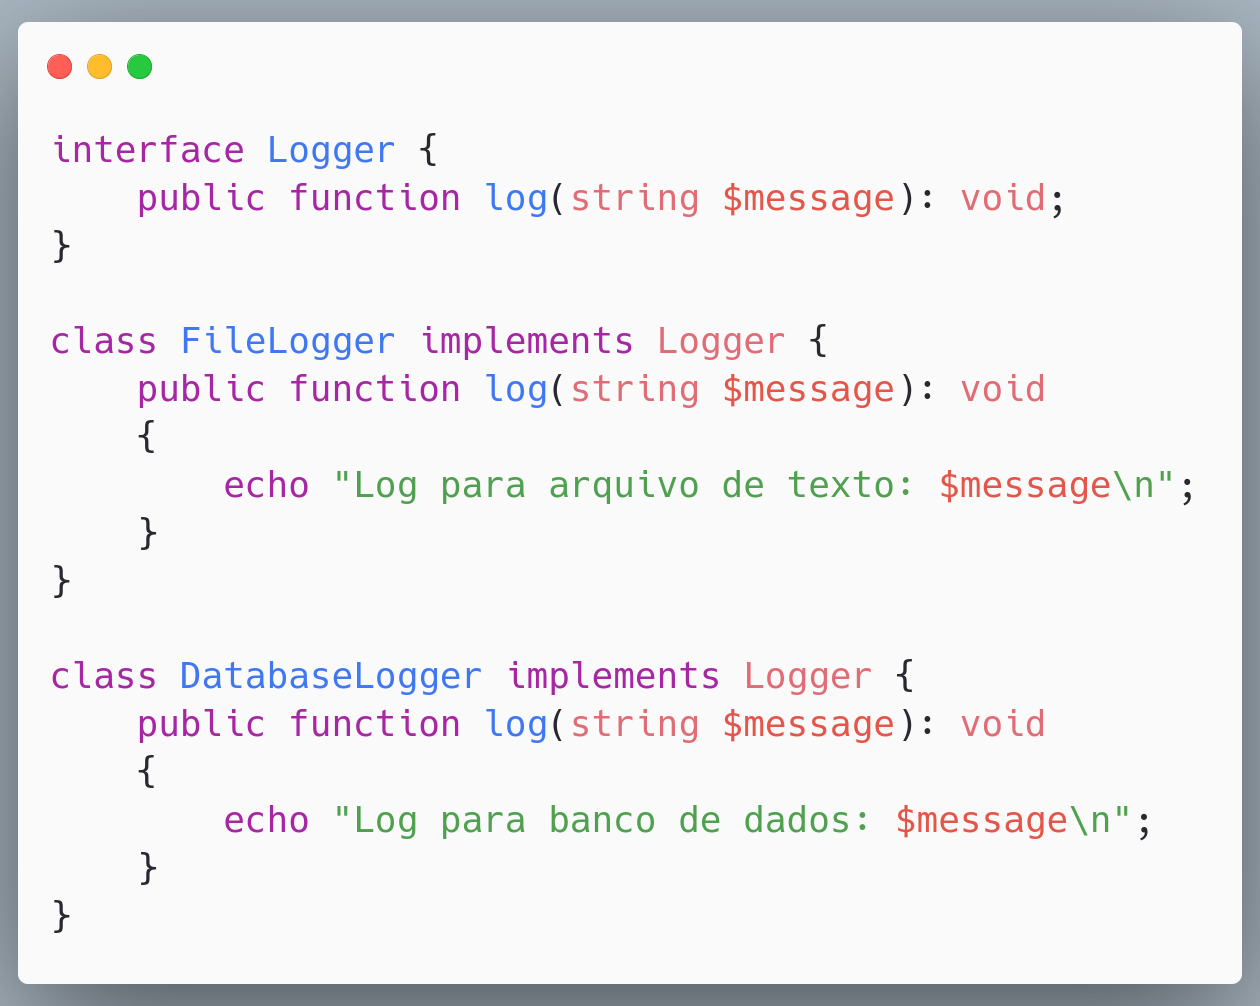 interface Logger {
    public function log(string $message): void;
}

class FileLogger implements Logger {
    public function log(string $message): void
    {
        echo "Log para arquivo de texto: $message\n";
    }
}

class DatabaseLogger implements Logger {
    public function log(string $message): void
    {
        echo "Log para banco de dados: $message\n";
    }
}